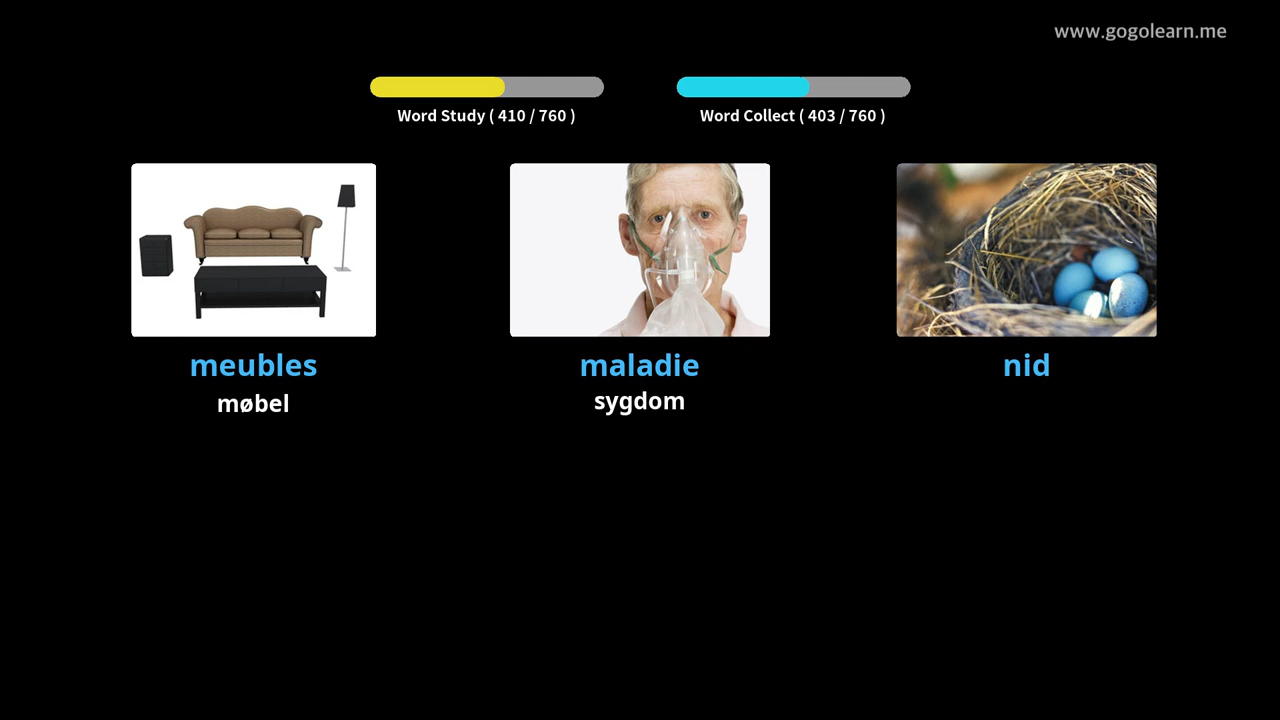 www.gogolearn.me
Word Study ( 410 / 760 )
Word Collect ( 403 / 760 )
meubles
møbel
maladie
sygdom
nid